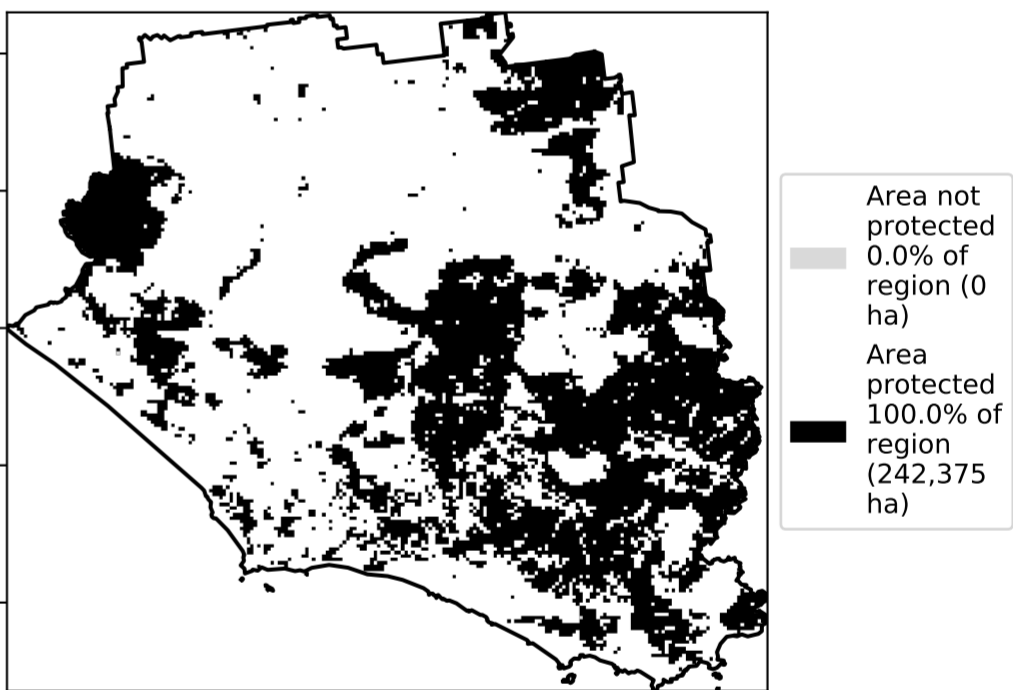 Area not
protected
0.0% of
region (0
ha)
Area
protected
100.0% of
region
(242,375
ha)